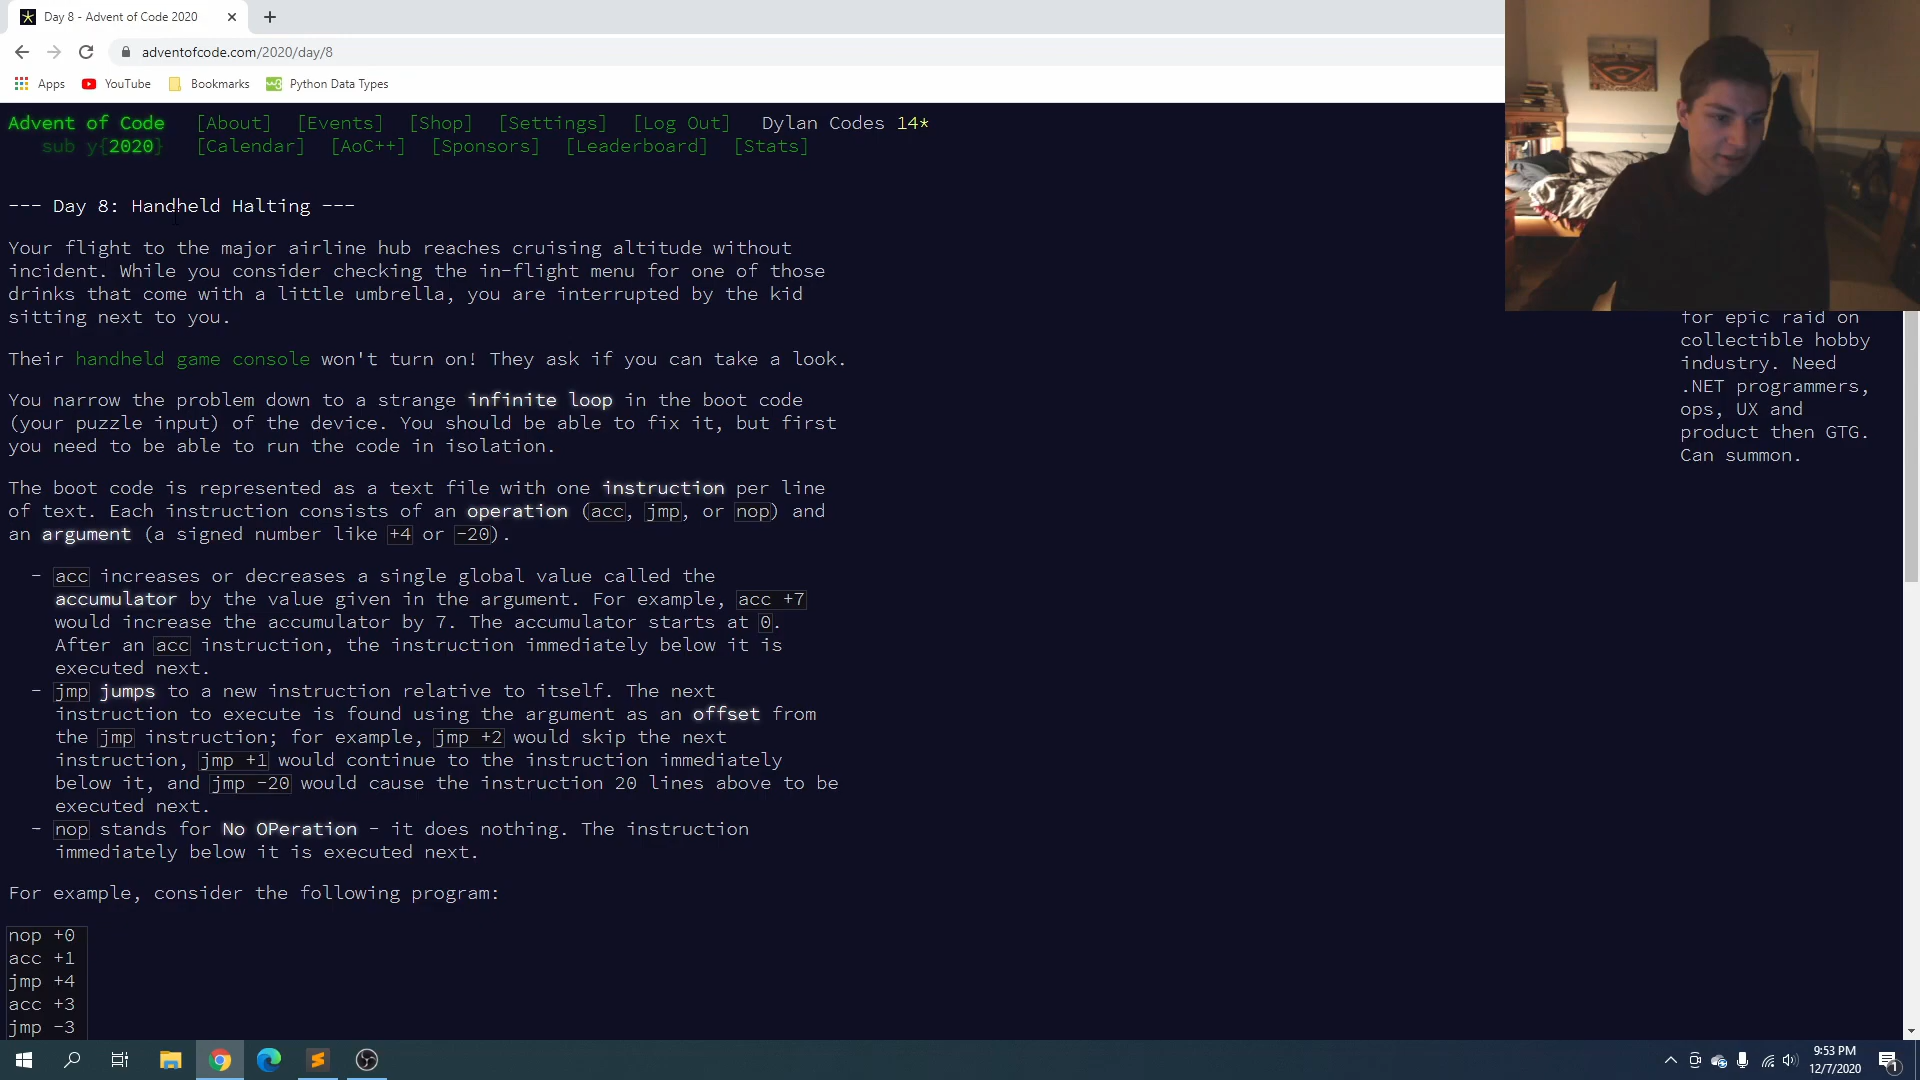 Day 8 - Advent of Code 2020
adventofcode.com/2020/day/8
Apps YouTube Bookmarks Python Data Types
Advent of Code [About] [Events] [Shop] [Settings] [Log Out] Dylan Codes 14*
sub y{2020} [Calendar] [AoC++] [Sponsors] [Leaderboard] [Stats]
--- Day 8: Handheld Halting ---
Your flight to the major airline hub reaches cruising altitude without
incident. While you consider checking the in-flight menu for one of those
drinks that come with a little umbrella, you are interrupted by the kid
sitting next to you.
Their handheld game console won't turn on! They ask if you can take a look.
You narrow the problem down to a strange infinite loop in the boot code
(your puzzle input) of the device. You should be able to fix it, but first
you need to be able to run the code in isolation.
The boot code is represented as a text file with one instruction per line
of text. Each instruction consists of an operation (acc, jmp, or nop) and
an argument (a signed number like +4 or -20).
- acc increases or decreases a single global value called the
accumulator by the value given in the argument. For example, acc +7
would increase the accumulator by 7. The accumulator starts at 0.
After an acc instruction, the instruction immediately below it is
executed next.
- jmp jumps to a new instruction relative to itself. The next
instruction to execute is found using the argument as an offset from
the jmp instruction; for example, jmp +2 would skip the next
instruction, jmp +1 would continue to the instruction immediately
below it, and jmp -20 would cause the instruction 20 lines above to be
executed next.
- nop stands for No OPeration - it does nothing. The instruction
immediately below it is executed next.
For example, consider the following program:
nop +0
acc +1
jmp +4
acc +3
jmp -3
for epic raid on
collectible hobby
industry. Need
.NET programmers,
ops, UX and
product then GTG.
Can summon.
9:53 PM
12/7/2020
1